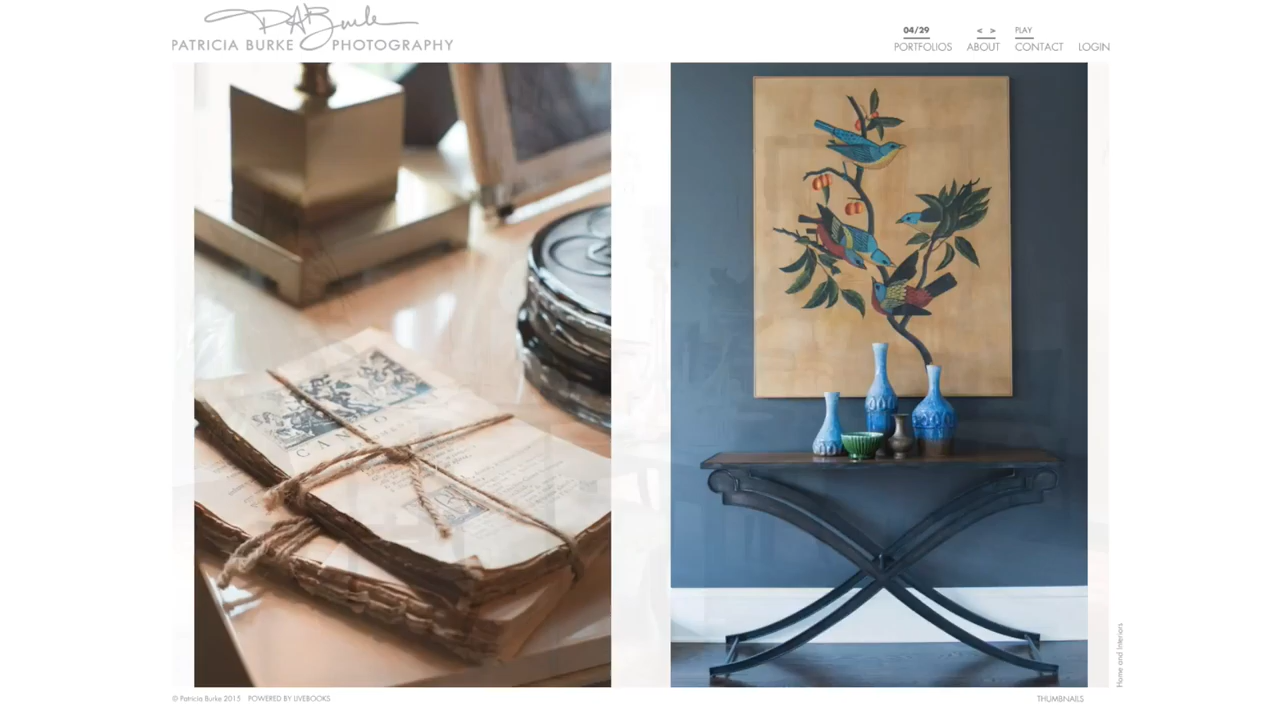 PABurke
PATRICIA BURKE PHOTOGRAPHY
04/29 < > PLAY
PORTFOLIOS ABOUT CONTACT LOGIN
CAN
Home and Interiors
© Patricia Burke 2015 POWERED BY LIVEBOOKS
THUMBNAILS